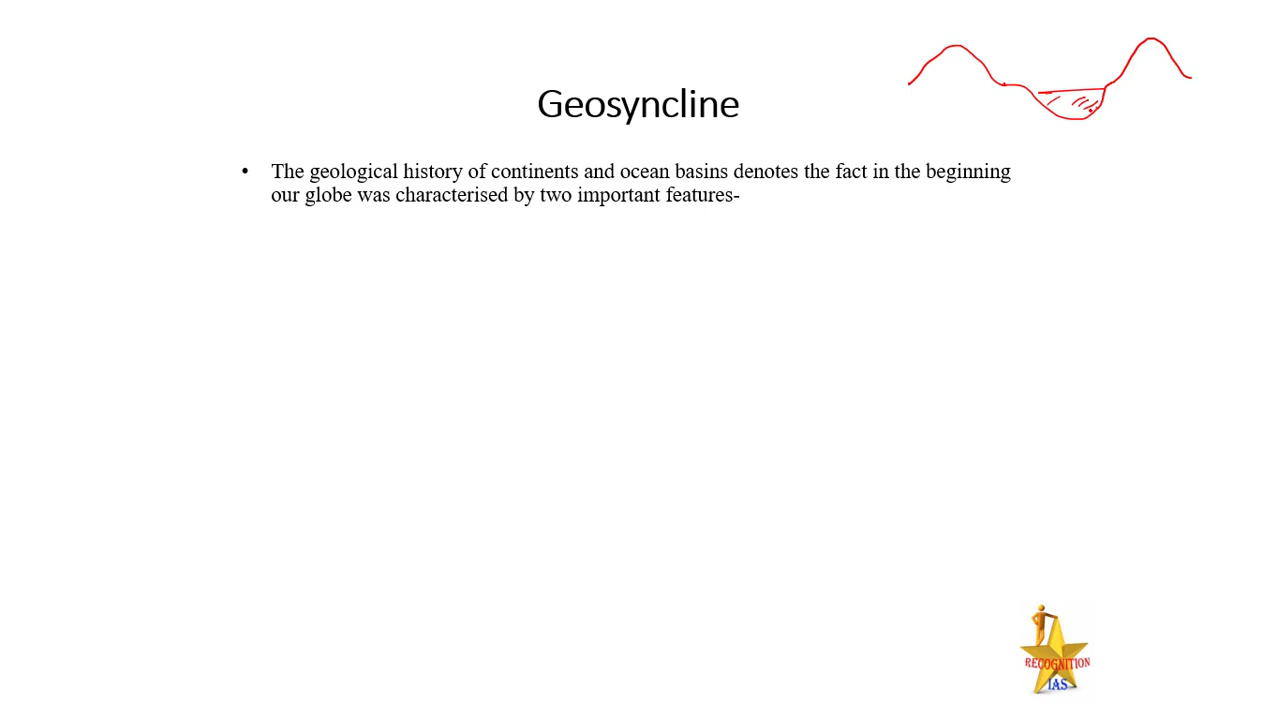 Geosyncline
• The geological history of continents and ocean basins denotes the fact in the beginning
our globe was characterised by two important features-
RECOGNITION
IAS